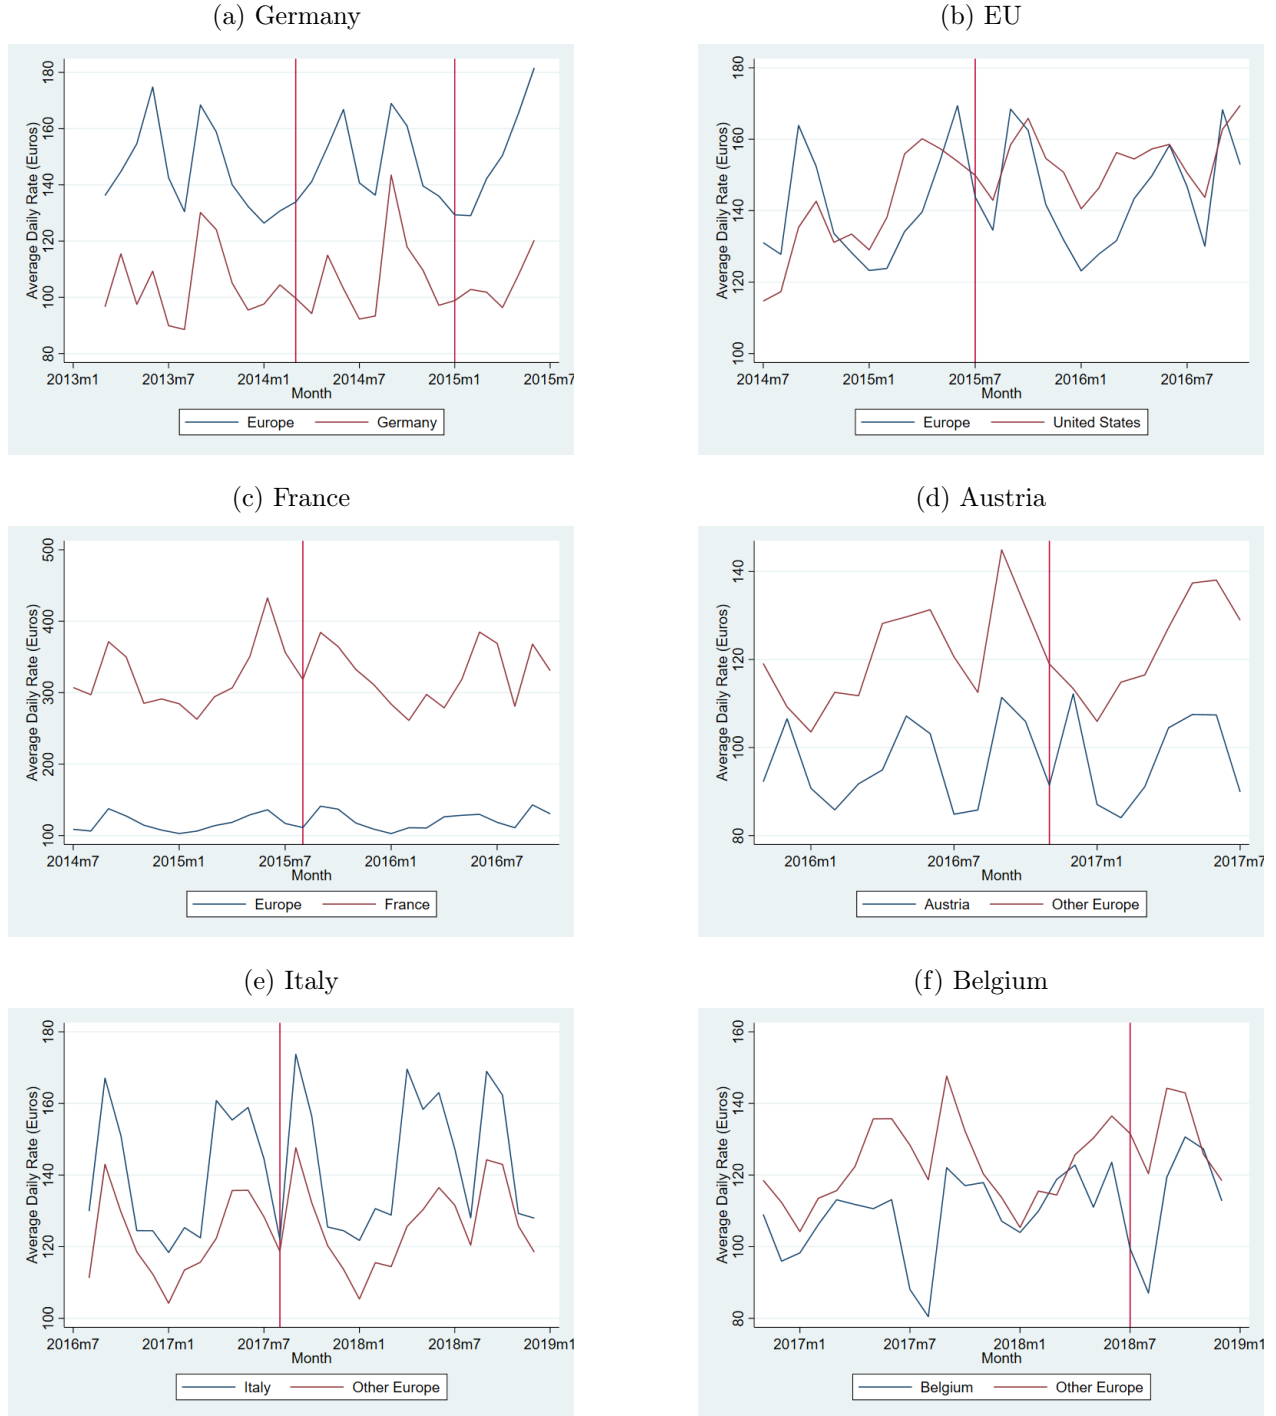 (a) Germany
Average Daily Rate (Euros)
180
160
140
120
100
80
2013m1 2013m7 2014m1 2014m7 2015m1 2015m7
Month
Europe Germany
(b) EU
Average Daily Rate (Euros)
180
160
140
120
100
2014m7 2015m1 2015m7 2016m1 2016m7
Month
Europe United States
(c) France
Average Daily Rate (Euros)
500
400
300
200
100
2014m7 2015m1 2015m7 2016m1 2016m7
Month
Europe France
(d) Austria
Average Daily Rate (Euros)
140
120
100
80
2016m1 2016m7 2017m1 2017m7
Month
Austria Other Europe
(e) Italy
Average Daily Rate (Euros)
180
160
140
120
100
2016m7 2017m1 2017m7 2018m1 2018m7 2019m1
Month
Italy Other Europe
(f) Belgium
Average Daily Rate (Euros)
160
140
120
100
80
2017m1 2017m7 2018m1 2018m7 2019m1
Month
Belgium Other Europe